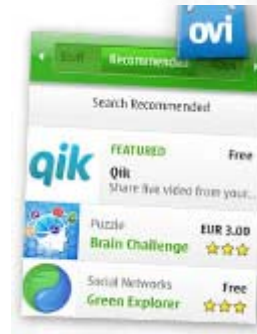 ovi
Stuff Recommended
Search Recommended
qik
FEATURED Free
Qik
Share live video from your...
Puzzle EUR 3.00
Brain Challenge
Social Networks Free
Green Explorer